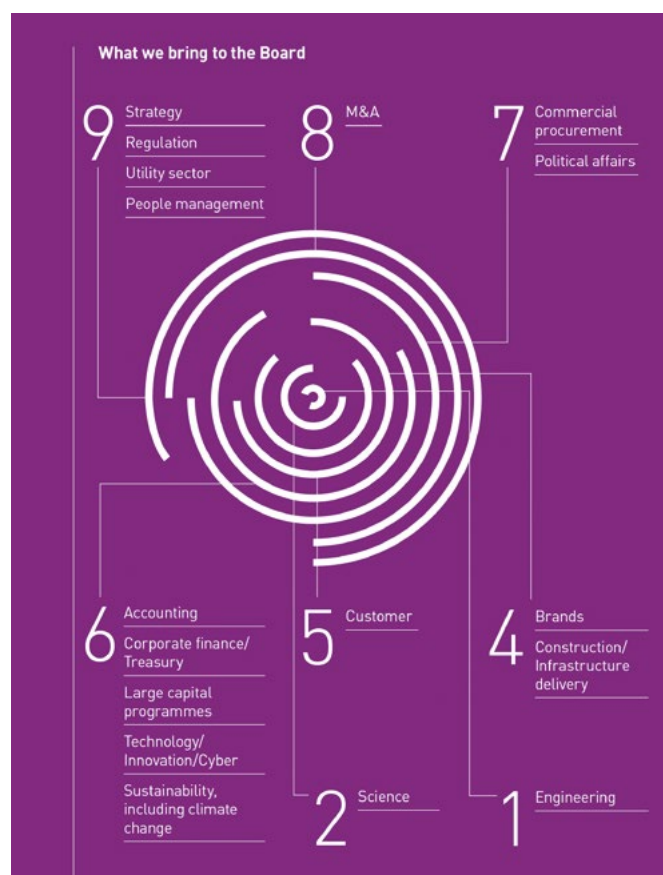 What we bring to the Board
9
Strategy
Regulation
Utility sector
People management
8
M&A
7
Commercial
procurement
Political affairs
6
Accounting
Corporate finance/
Treasury
Large capital
programmes
Technology/
Innovation/Cyber
Sustainability,
including climate
change
5
Customer
4
Brands
Construction/
Infrastructure
delivery
2
Science
1
Engineering